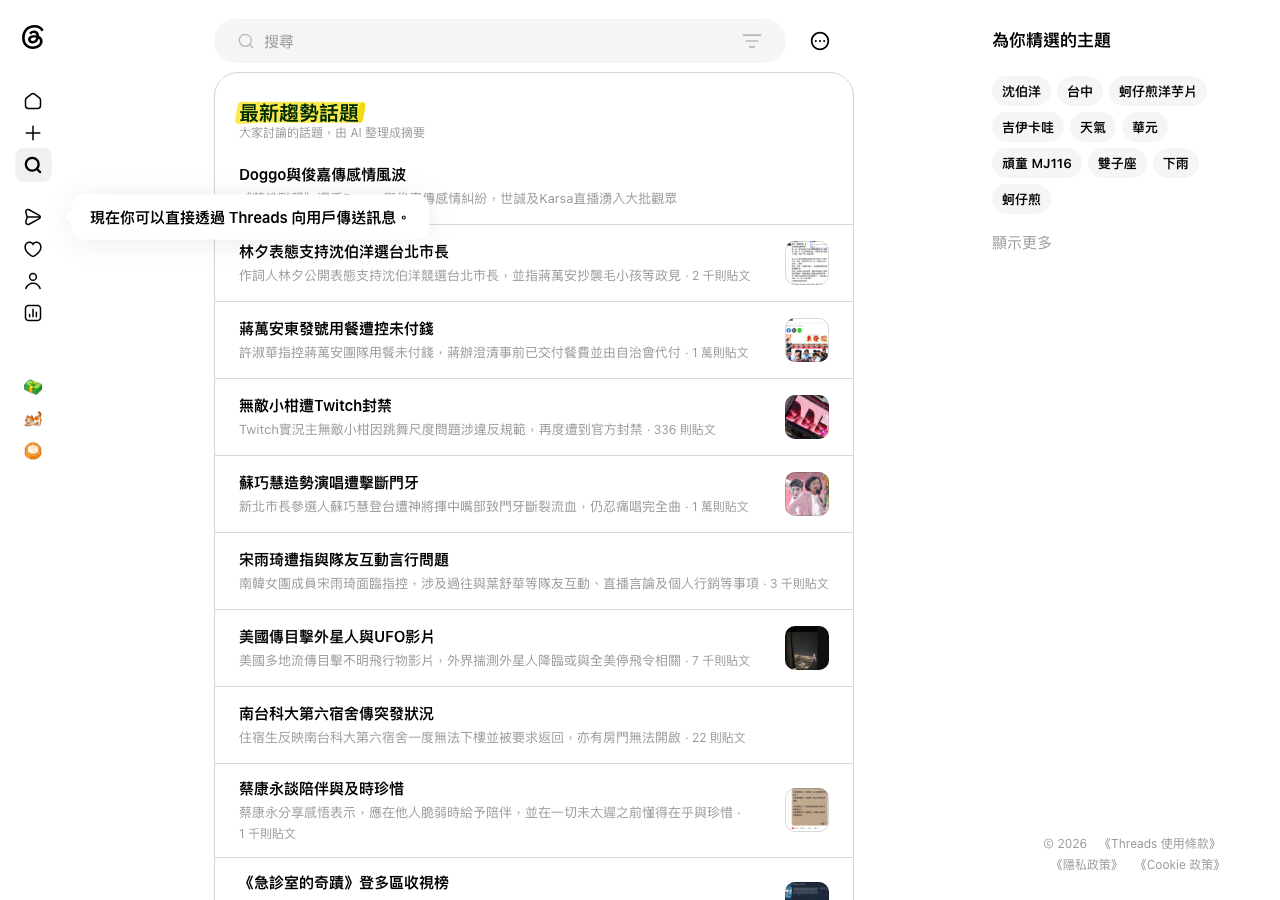 搜尋
最新趨勢話題
大家討論的話題，由 AI 整理成摘要
Doggo與俊嘉傳感情風波
與俊嘉傳感情糾紛，世誠及Karsa直播湧入大批觀眾
現在你可以直接透過 Threads 向用戶傳送訊息。
林夕表態支持沈伯洋選台北市長
作詞人林夕公開表態支持沈伯洋競選台北市長，並指蔣萬安抄襲毛小孩等政見 · 2 千則貼文
蔣萬安東發號用餐遭控未付錢
許淑華指控蔣萬安團隊用餐未付錢，蔣辦澄清事前已交付餐費並由自治會代付 · 1 萬則貼文
無敵小柑遭Twitch封禁
Twitch實況主無敵小柑因跳舞尺度問題涉違反規範，再度遭到官方封禁 · 336 則貼文
蘇巧慧造勢演唱遭擊斷門牙
新北市長參選人蘇巧慧登台遭神將揮中嘴部致門牙斷裂流血，仍忍痛唱完全曲 · 1 萬則貼文
宋雨琦遭指與隊友互動言行問題
南韓女團成員宋雨琦面臨指控，涉及過往與葉舒華等隊友互動、直播言論及個人行銷等事項 · 3 千則貼文
美國傳目擊外星人與UFO影片
美國多地流傳目擊不明飛行物影片，外界揣測外星人降臨或與全美停飛令相關 · 7 千則貼文
南台科大第六宿舍傳突發狀況
住宿生反映南台科大第六宿舍一度無法下樓並被要求返回，亦有房門無法開啟 · 22 則貼文
蔡康永談陪伴與及時珍惜
蔡康永分享感悟表示，應在他人脆弱時給予陪伴，並在一切未太遲之前懂得在乎與珍惜 ·
1 千則貼文
《急診室的奇蹟》登多區收視榜
為你精選的主題
沈伯洋 台中 蚵仔煎洋芋片
吉伊卡哇 天氣 華元
頑童 MJ116 雙子座 下雨
蚵仔煎
顯示更多
© 2026 《Threads 使用條款》
《隱私政策》 《Cookie 政策》